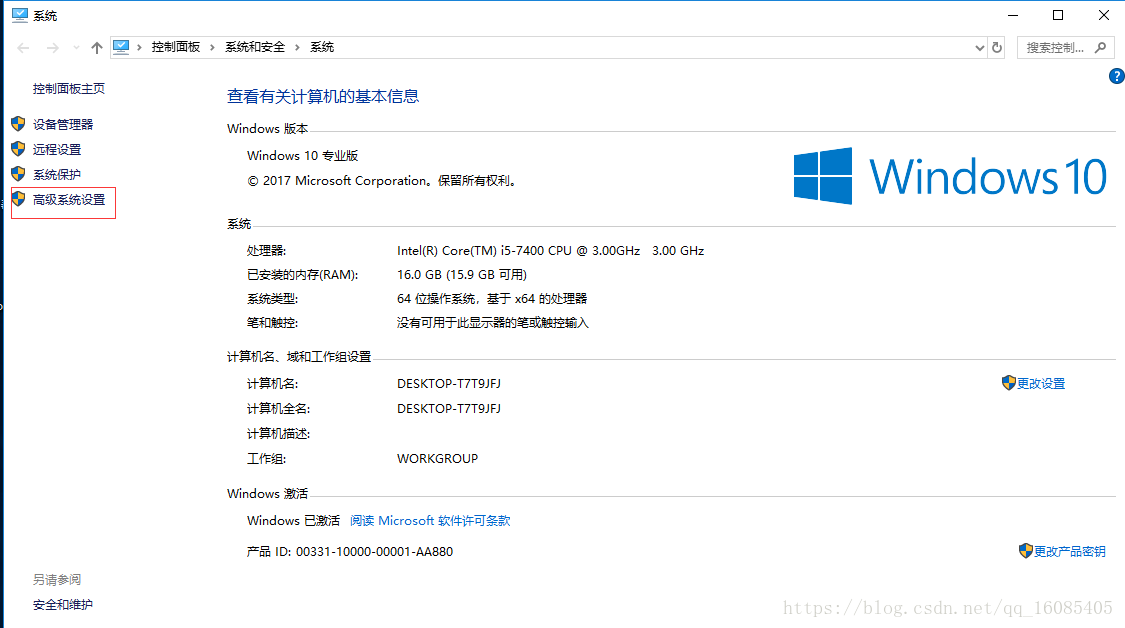 系统
控制面板 系统和安全 系统
搜索控制...
?
控制面板主页
设备管理器
远程设置
系统保护
高级系统设置
查看有关计算机的基本信息
Windows 版本
Windows 10 专业版
© 2017 Microsoft Corporation。保留所有权利。
Windows 10
系统
处理器: Intel(R) Core(TM) i5-7400 CPU @ 3.00GHz 3.00 GHz
已安装的内存(RAM): 16.0 GB (15.9 GB 可用)
系统类型: 64 位操作系统，基于 x64 的处理器
笔和触控: 没有可用于此显示器的笔或触控输入
计算机名、域和工作组设置
计算机名: DESKTOP-T7T9JFJ 更改设置
计算机全名: DESKTOP-T7T9JFJ
计算机描述:
工作组: WORKGROUP
Windows 激活
Windows 已激活 阅读 Microsoft 软件许可条款
产品 ID: 00331-10000-00001-AA880 更改产品密钥
另请参阅
安全和维护
https://blog.csdn.net/qq_16085405